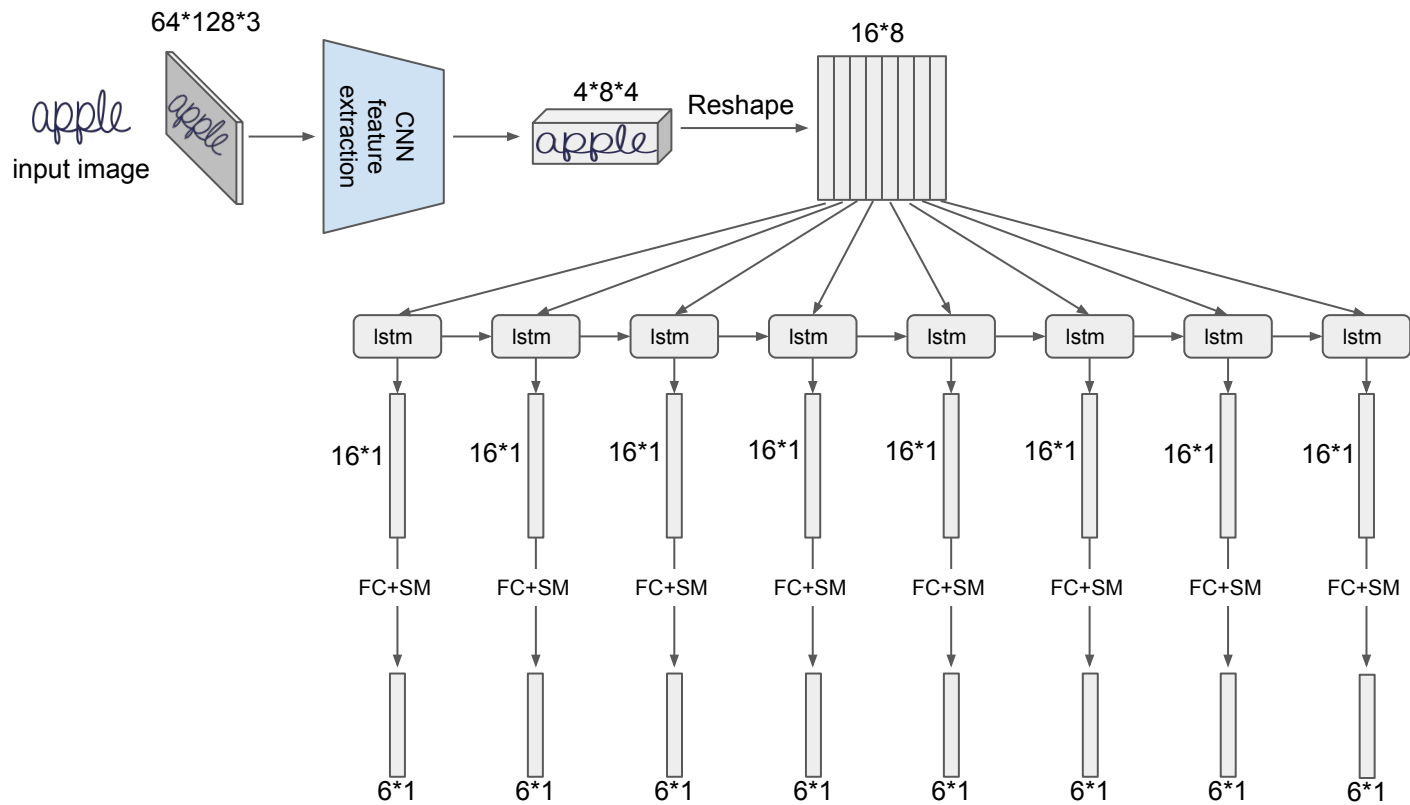 64*128*3
16*8
4*8*4
Reshape
apple
apple
CNN
feature
extraction
apple
input image
lstm lstm lstm lstm lstm lstm lstm lstm
16*1 16*1 16*1 16*1 16*1 16*1 16*1 16*1
FC+SM FC+SM FC+SM FC+SM FC+SM FC+SM FC+SM FC+SM
6*1 6*1 6*1 6*1 6*1 6*1 6*1 6*1